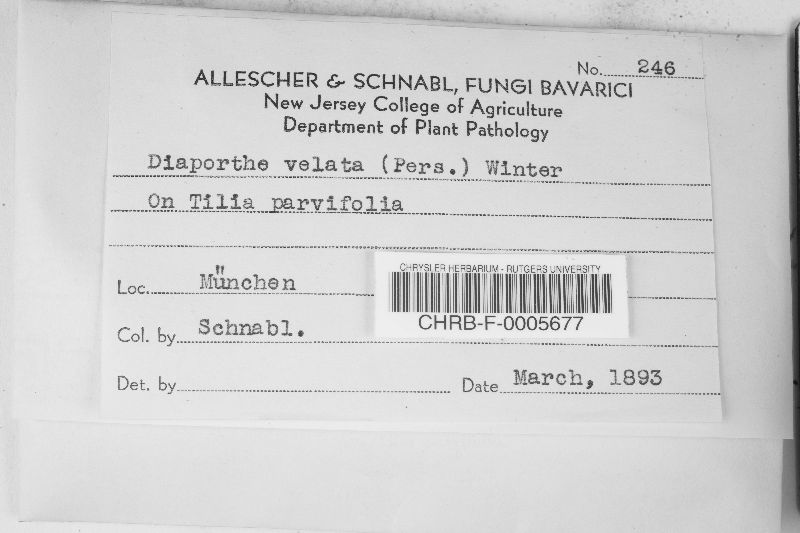 No. 246
ALLESCHER & SCHNABL, FUNGI BAVARICI
New Jersey College of Agriculture
Department of Plant Pathology
Diaporthe velata (Pers.) Winter
On Tilia parvifolia
CHRYSLER HERBARIUM - RUTGERS UNIVERSITY
CHRB-F-0005677
Loc. München
Col. by Schnabl.
Det. by
Date March, 1893